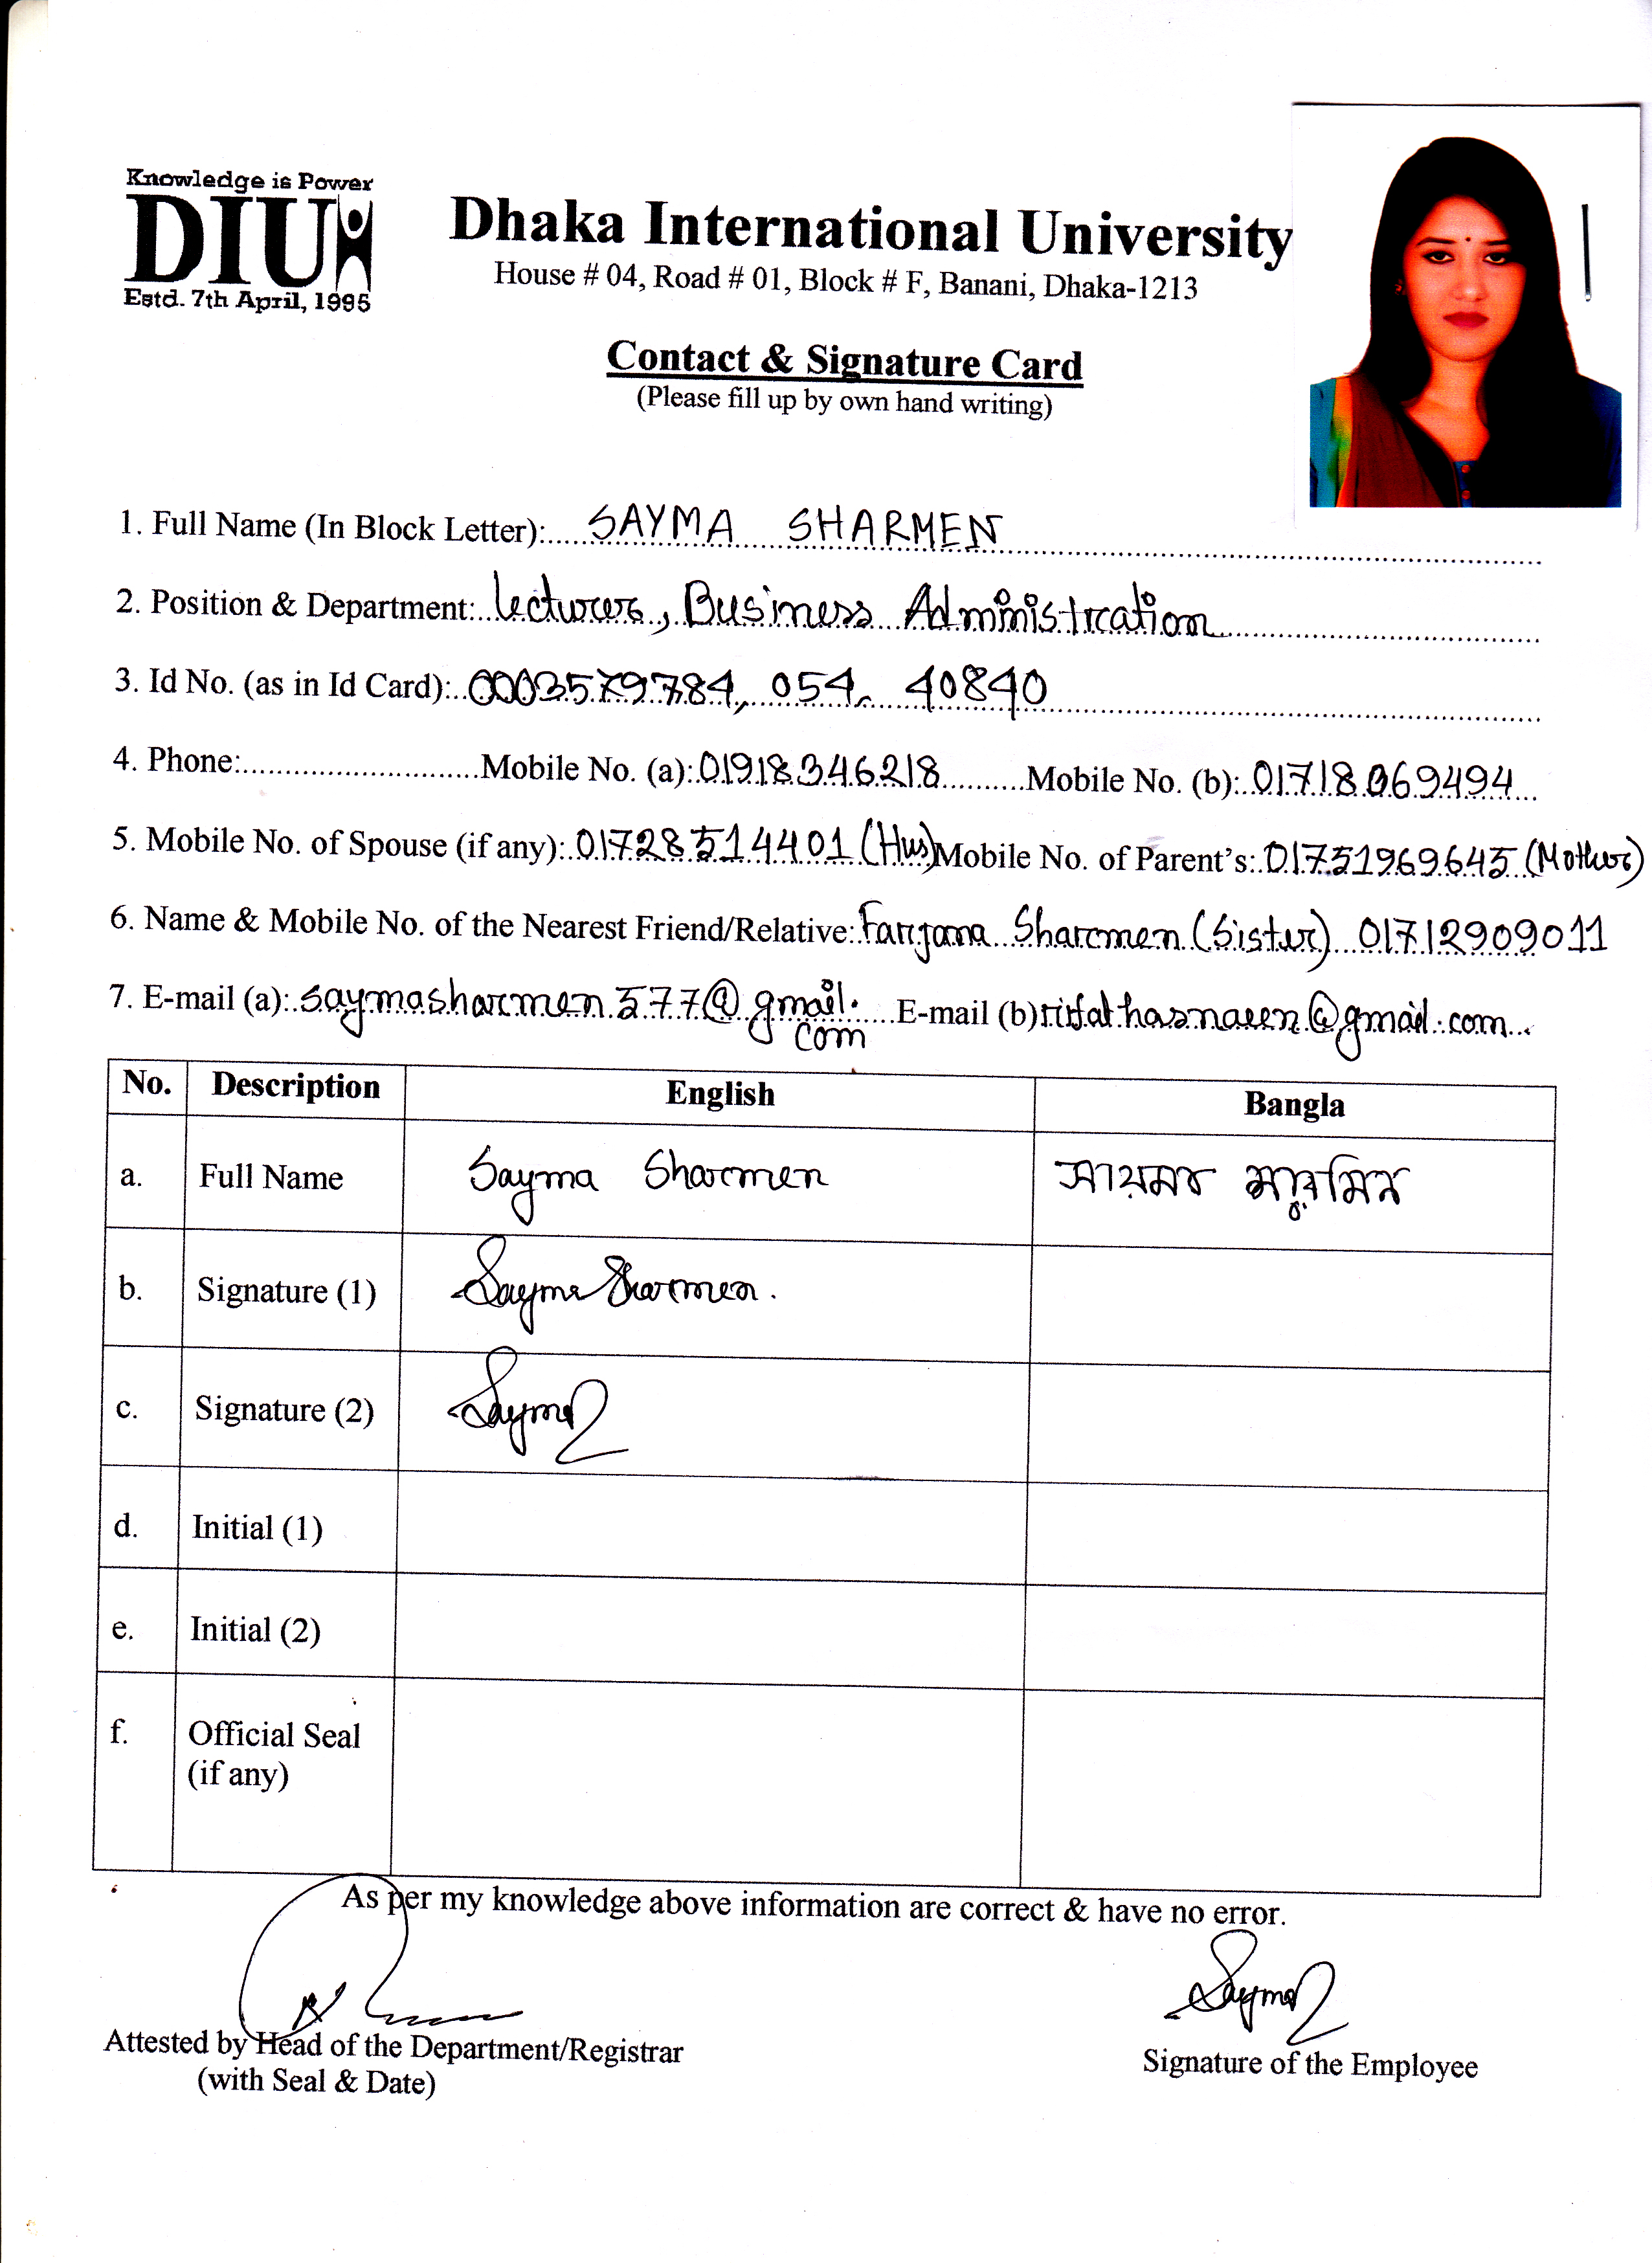 Knowledge is Power
DIU
Estd. 7th April, 1995
Dhaka International University
House # 04, Road # 01, Block # F, Banani, Dhaka-1213
Contact & Signature Card
(Please fill up by own hand writing)
1. Full Name (In Block Letter): SAYMA SHARMEN
2. Position & Department: Lecturer, Business Administration
3. Id No. (as in Id Card): 0003579784, 054, 40840
4. Phone: Mobile No. (a): 01918346218 Mobile No. (b): 01718069494
5. Mobile No. of Spouse (if any): 01728514401 (Hus) Mobile No. of Parent's: 01751969645 (Mother)
6. Name & Mobile No. of the Nearest Friend/Relative: Farjana Sharmen (Sister) 01712909011
7. E-mail (a): saymasharmen577@gmail.com E-mail (b) rifathasnaeen@gmail.com
No. Description English Bangla
a. Full Name Sayma Sharmen সায়মা শারমিন
b. Signature (1) Sayma Sharmen.
c. Signature (2) Sayma
d. Initial (1)
e. Initial (2)
f. Official Seal
(if any)
As per my knowledge above information are correct & have no error.
Sayma
Attested by Head of the Department/Registrar
(with Seal & Date)
Signature of the Employee